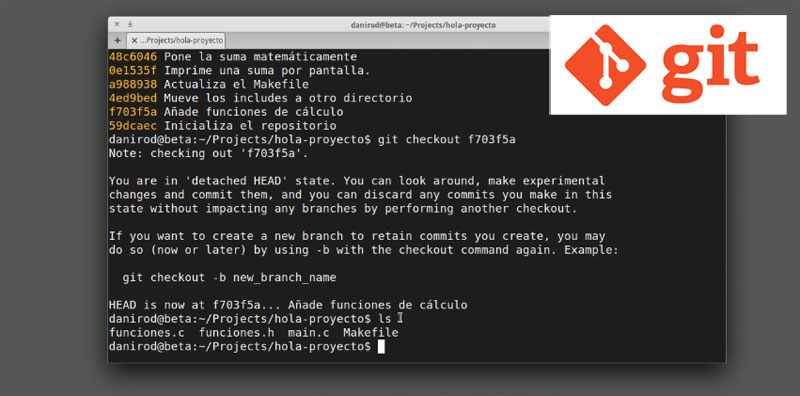 danirod@beta: ~/Projects/hola-proyecto
...Projects/hola-proyecto
git
48c6046 Pone la suma matemáticamente
0e1535f Imprime una suma por pantalla.
a988938 Actualiza el Makefile
4ed9bed Mueve los includes a otro directorio
f703f5a Añade funciones de cálculo
59dcaec Inicializa el repositorio
danirod@beta:~/Projects/hola-proyecto$ git checkout f703f5a
Note: checking out 'f703f5a'.
You are in 'detached HEAD' state. You can look around, make experimental
changes and commit them, and you can discard any commits you make in this
state without impacting any branches by performing another checkout.
If you want to create a new branch to retain commits you create, you may
do so (now or later) by using -b with the checkout command again. Example:
git checkout -b new_branch_name
HEAD is now at f703f5a... Añade funciones de cálculo
danirod@beta:~/Projects/hola-proyecto$ ls
funciones.c  funciones.h  main.c  Makefile
danirod@beta:~/Projects/hola-proyecto$